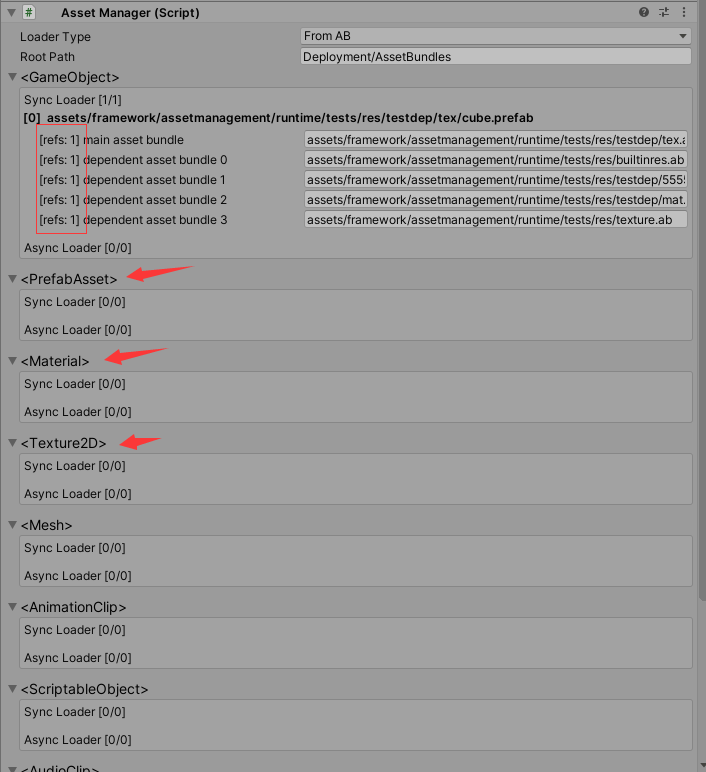 # Asset Manager (Script)
Loader Type From AB
Root Path Deployment/AssetBundles
<GameObject>
Sync Loader [1/1]
[0] assets/framework/assetmanagement/runtime/tests/res/testdep/tex/cube.prefab
[refs: 1] main asset bundle assets/framework/assetmanagement/runtime/tests/res/testdep/tex.a
[refs: 1] dependent asset bundle 0 assets/framework/assetmanagement/runtime/tests/res/builtinres.ab
[refs: 1] dependent asset bundle 1 assets/framework/assetmanagement/runtime/tests/res/testdep/555
[refs: 1] dependent asset bundle 2 assets/framework/assetmanagement/runtime/tests/res/testdep/mat.
[refs: 1] dependent asset bundle 3 assets/framework/assetmanagement/runtime/tests/res/texture.ab
Async Loader [0/0]
<PrefabAsset>
Sync Loader [0/0]
Async Loader [0/0]
<Material>
Sync Loader [0/0]
Async Loader [0/0]
<Texture2D>
Sync Loader [0/0]
Async Loader [0/0]
<Mesh>
Sync Loader [0/0]
Async Loader [0/0]
<AnimationClip>
Sync Loader [0/0]
Async Loader [0/0]
<ScriptableObject>
Sync Loader [0/0]
Async Loader [0/0]
<AudioClip>